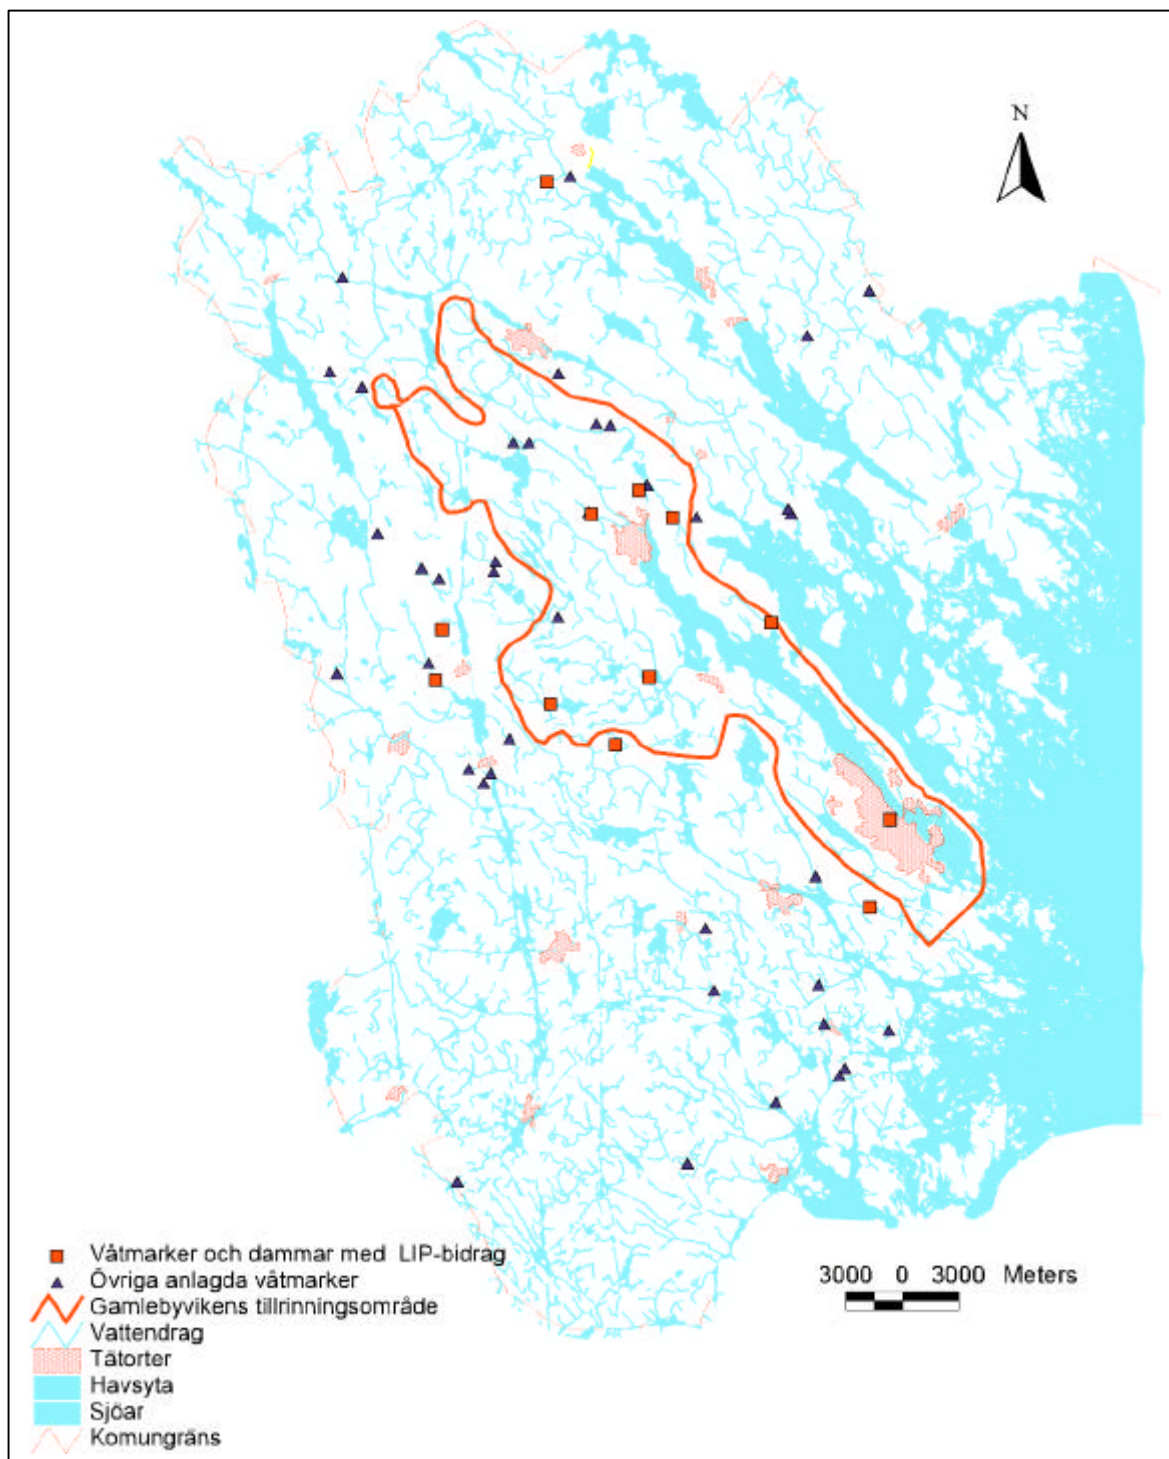 N
Våtmarker och dammar med LIP-bidrag
Övriga anlagda våtmarker
Gamlebyvikens tillrinningsområde
Vattendrag
Tätorter
Havsyta
Sjöar
Komungräns
3000 0 3000 Meters